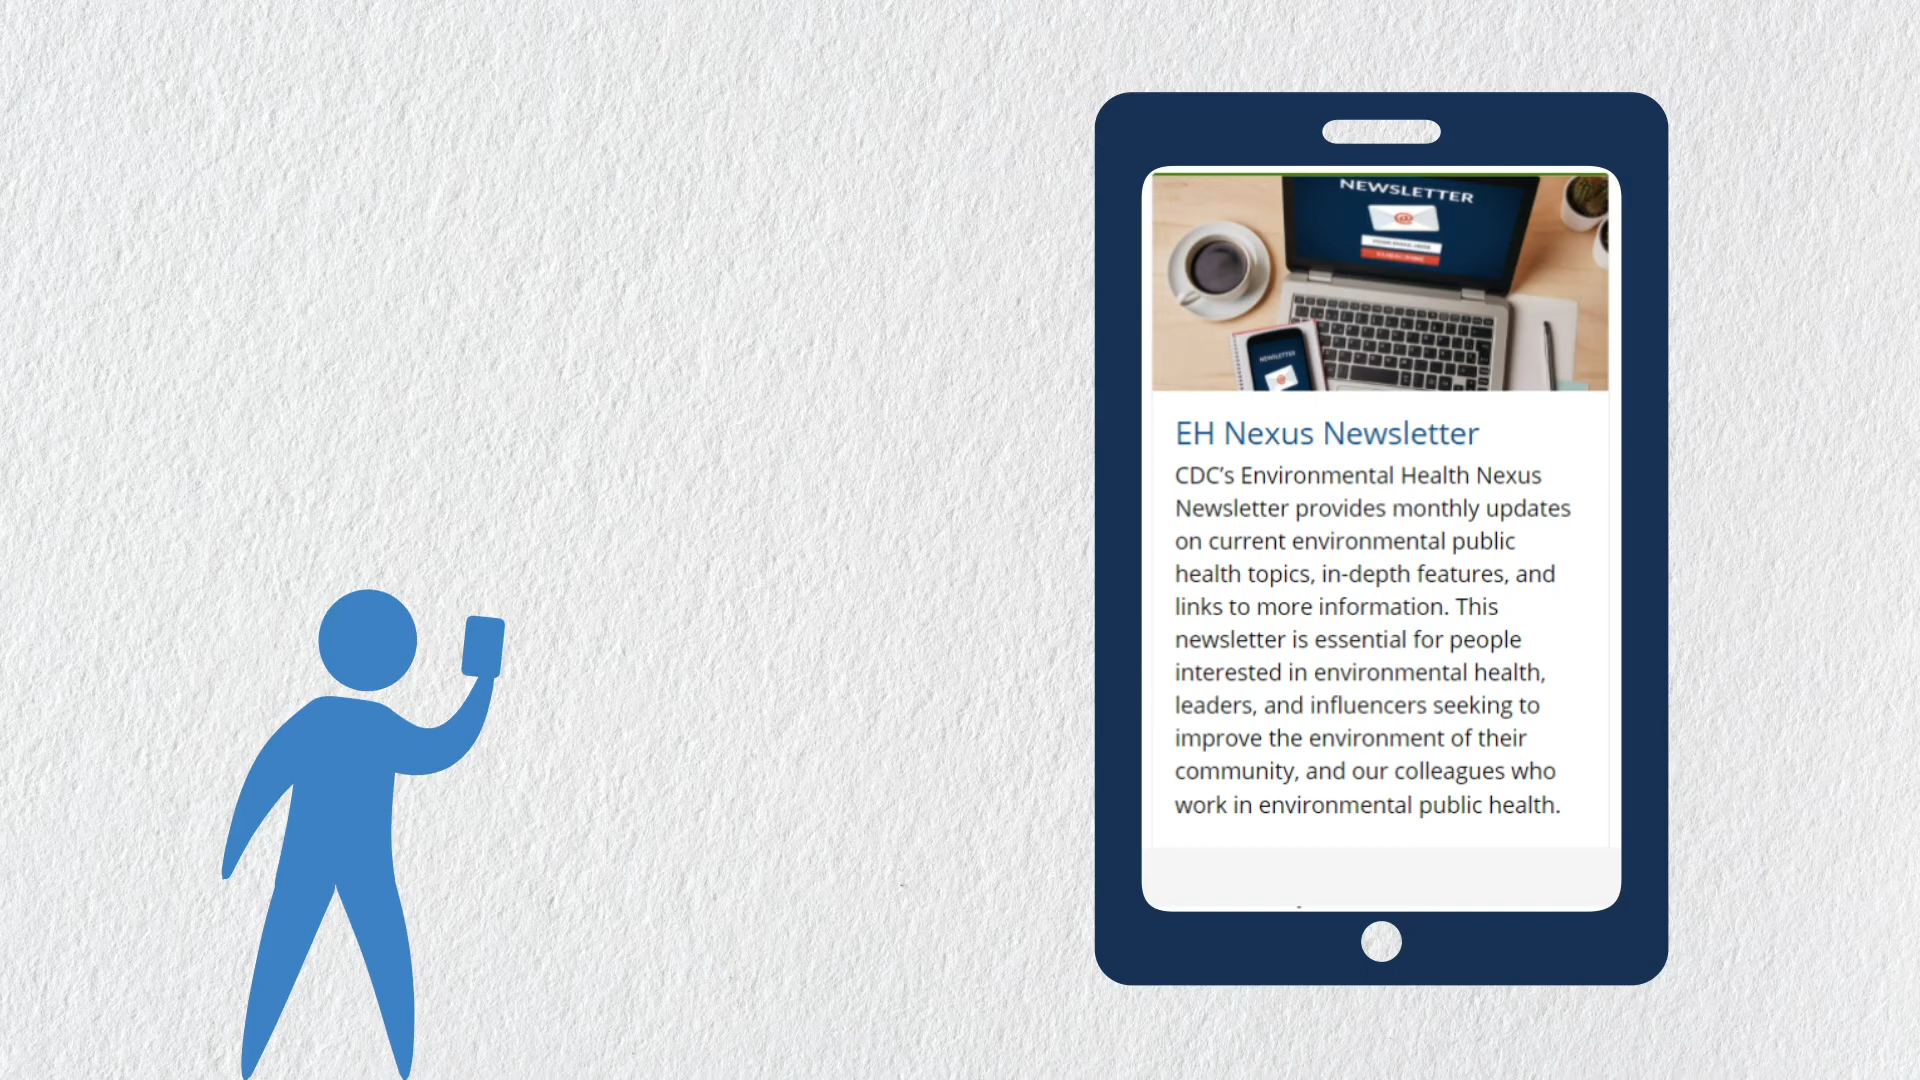 NEWSLETTER
SUBSCRIBE
NEWSLETTER
EH Nexus Newsletter
CDC’s Environmental Health Nexus
Newsletter provides monthly updates
on current environmental public
health topics, in-depth features, and
links to more information. This
newsletter is essential for people
interested in environmental health,
leaders, and influencers seeking to
improve the environment of their
community, and our colleagues who
work in environmental public health.